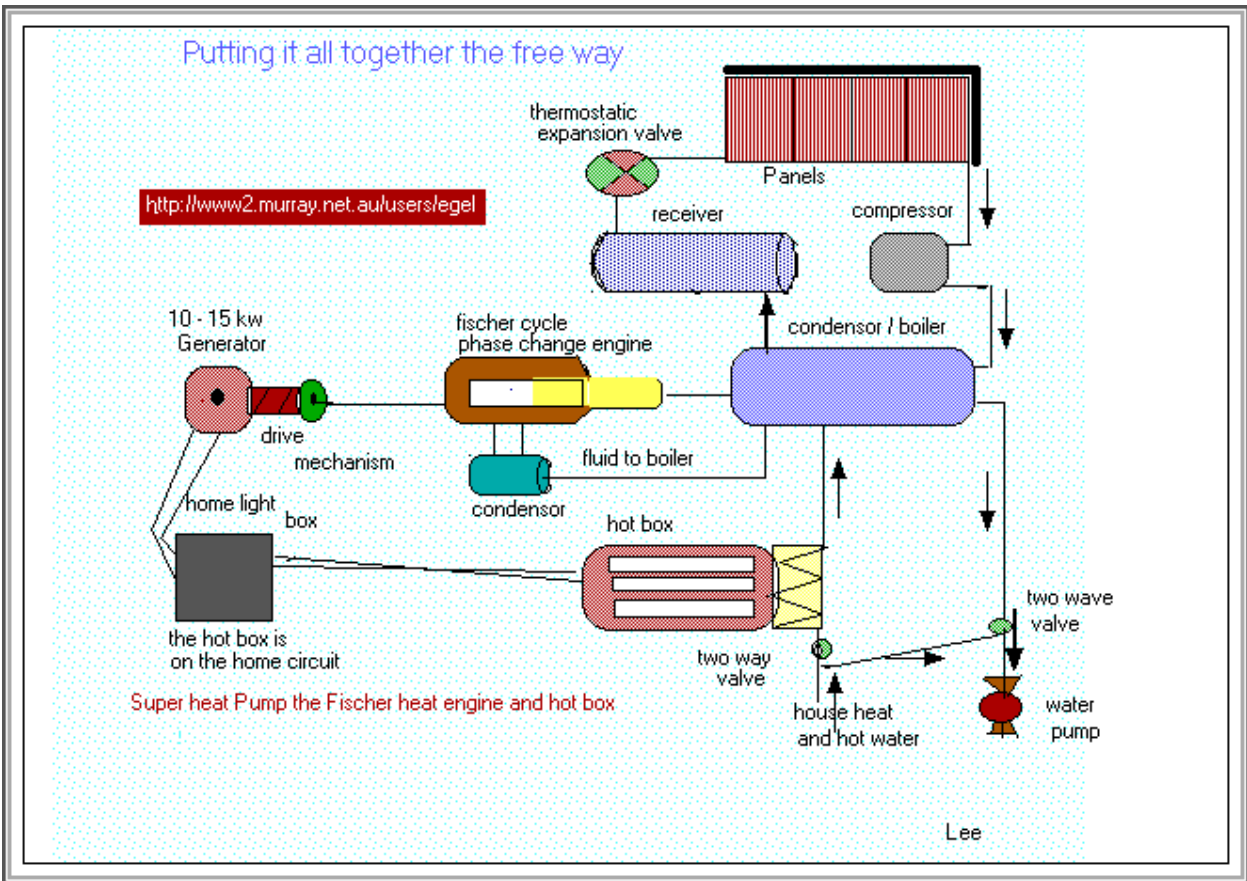 Putting it all together the free way
thermostatic
expansion valve
Panels
http://www2.murray.net.au/users/egel
receiver
compressor
10 - 15 kw
Generator
fischer cycle
phase change engine
condensor / boiler
drive
mechanism
fluid to boiler
condensor
home light
box
hot box
two wave
valve
the hot box is
on the home circuit
two way
valve
Super heat Pump the Fischer heat engine and hot box
house heat
and hot water
water
pump
Lee